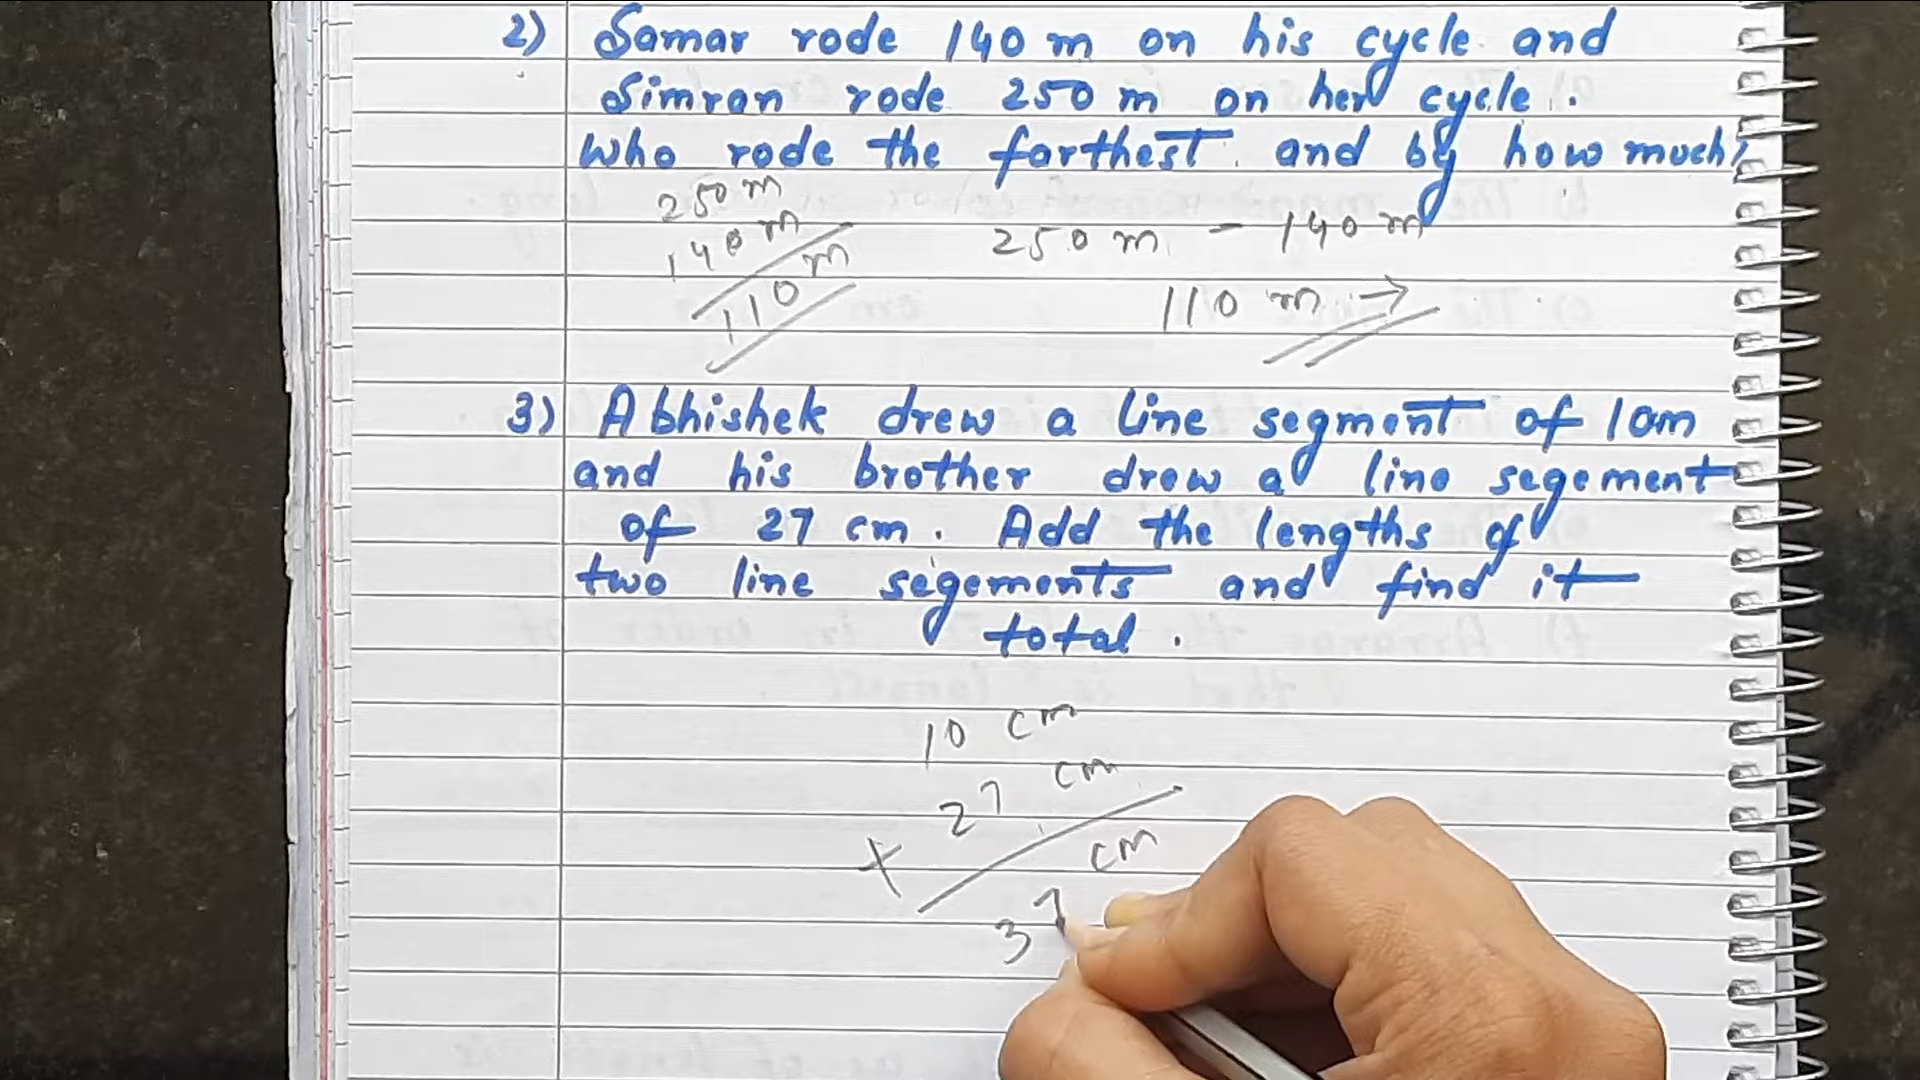 2) Samar rode 140 m on his cycle and
Simran rode 250 m on her cycle.
Who rode the farthest and by how much?
250 m
140 m
110 m
250 m - 140 m
110 m →
3) Abhishek drew a line segment of 10m
and his brother drew a line segement
of 27 cm. Add the lengths of
two line segements and find it
total.
10 cm
+ 27 cm
37 cm